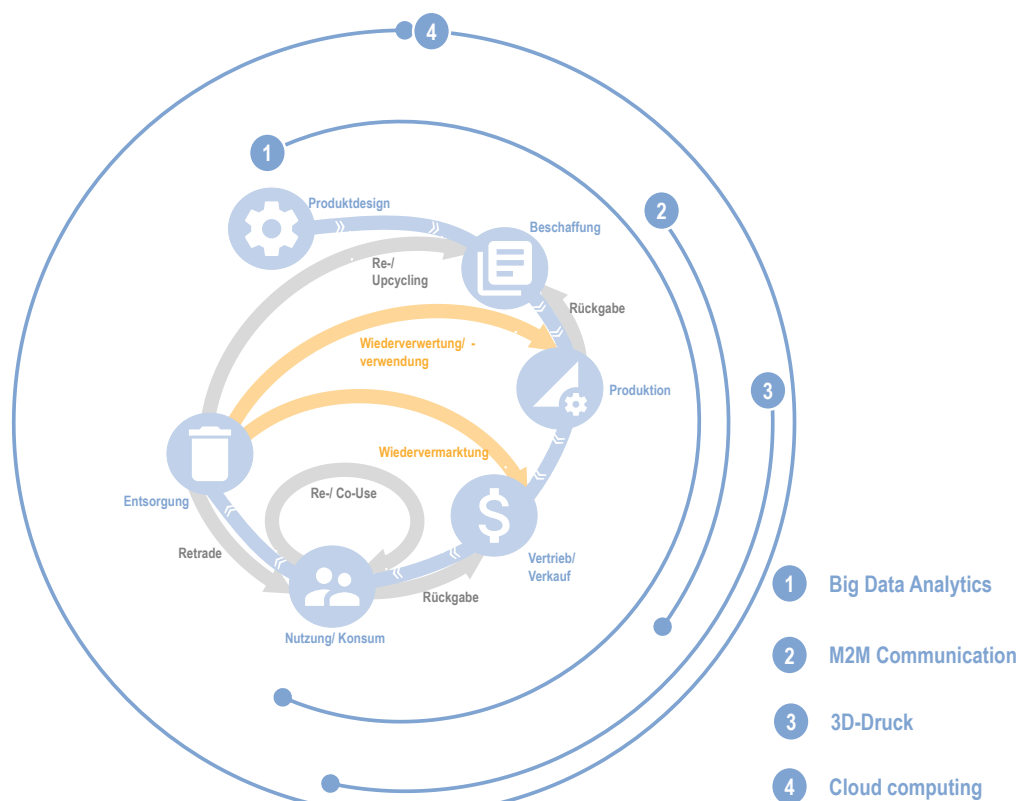 4
1
Produktdesign
2
Beschaffung
Re-/
Upcycling
Rückgabe
Wiederverwertung/ -
verwendung
Produktion
3
Wiedervermarktung
Entsorgung
Re-/ Co-Use
$
Retrade
Vertrieb/
Verkauf
Rückgabe
Nutzung/ Konsum
1 Big Data Analytics
2 M2M Communication
3 3D-Druck
4 Cloud computing